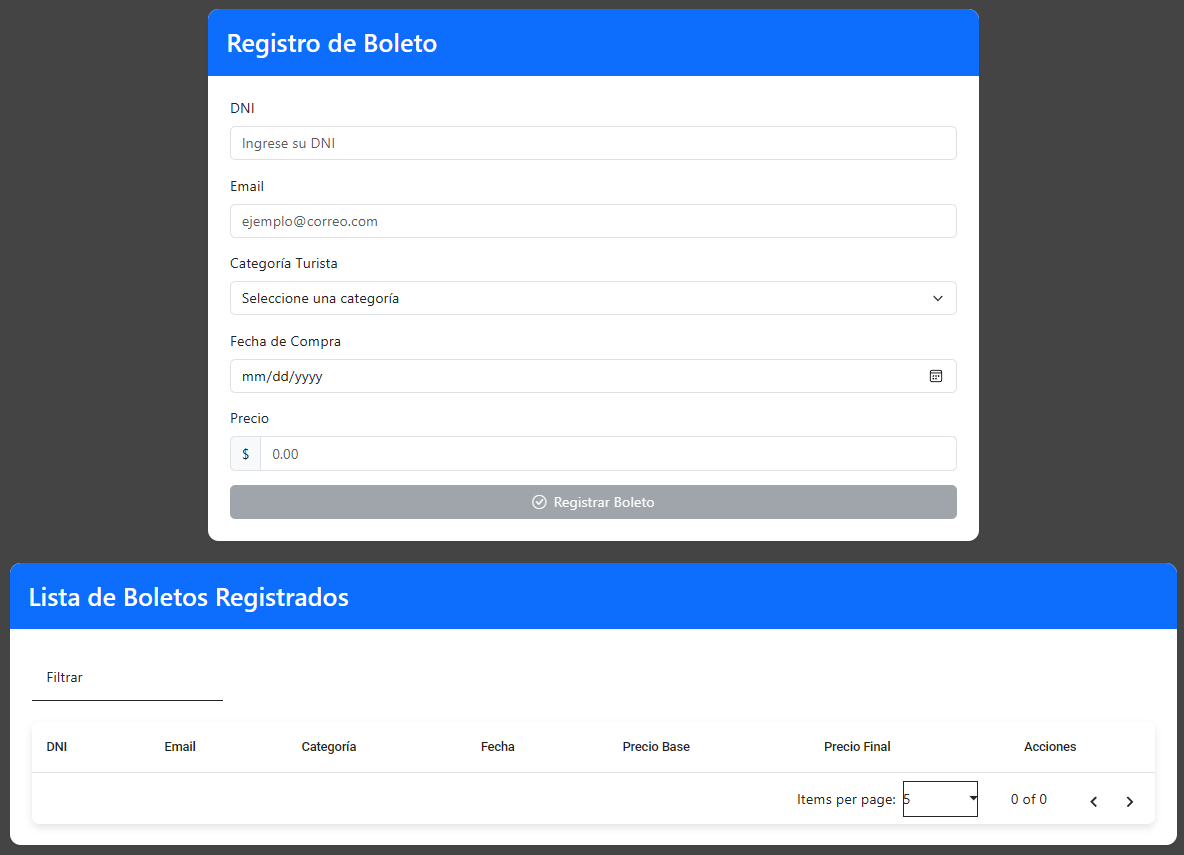 Registro de Boleto
DNI
Ingrese su DNI
Email
ejemplo@correo.com
Categoría Turista
Seleccione una categoría
Fecha de Compra
mm/dd/yyyy
Precio
$ 0.00
Registrar Boleto
Lista de Boletos Registrados
Filtrar
DNI Email Categoría Fecha Precio Base Precio Final Acciones
Items per page: 5 0 of 0